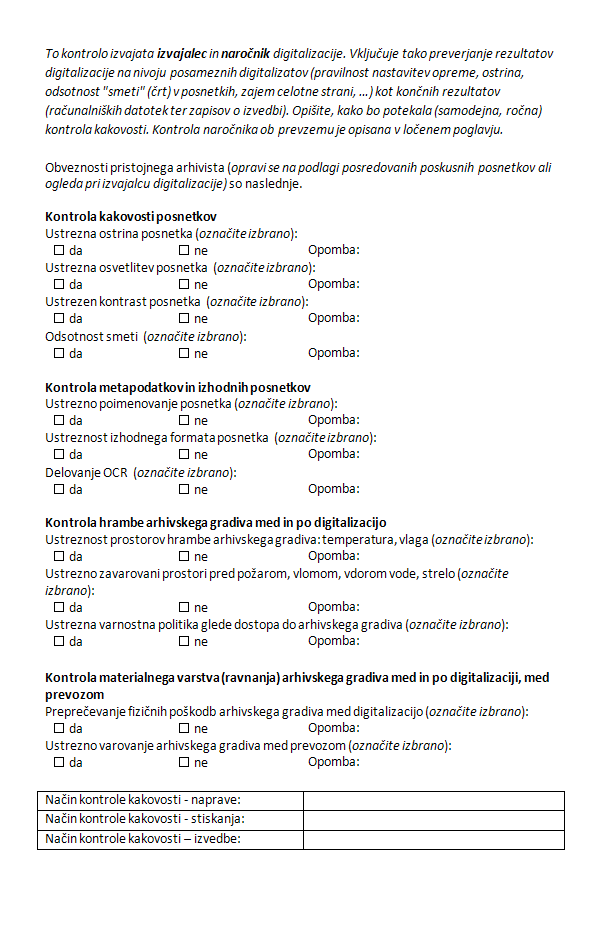 To kontrolo izvajata izvajalec in naročnik digitalizacije. Vključuje tako preverjanje rezultatov
digitalizacije na nivoju posameznih digitalizatov (pravilnost nastavitev opreme, ostrina,
odsotnost "smeti" (črt) v posnetkih, zajem celotne strani, …) kot končnih rezultatov
(računalniških datotek ter zapisov o izvedbi). Opišite, kako bo potekala (samodejna, ročna)
kontrola kakovosti. Kontrola naročnika ob prevzemu je opisana v ločenem poglavju.
Obveznosti pristojnega arhivista (opravi se na podlagi posredovanih poskusnih posnetkov ali
ogleda pri izvajalcu digitalizacije) so naslednje.
Kontrola kakovosti posnetkov
Ustrezna ostrina posnetka (označite izbrano):
☐ da ☐ ne Opomba:
Ustrezna osvetlitev posnetka (označite izbrano):
☐ da ☐ ne Opomba:
Ustrezen kontrast posnetka (označite izbrano):
☐ da ☐ ne Opomba:
Odsotnost smeti (označite izbrano):
☐ da ☐ ne Opomba:
Kontrola metapodatkov in izhodnih posnetkov
Ustrezno poimenovanje posnetka (označite izbrano):
☐ da ☐ ne Opomba:
Ustreznost izhodnega formata posnetka (označite izbrano):
☐ da ☐ ne Opomba:
Delovanje OCR (označite izbrano):
☐ da ☐ ne Opomba:
Kontrola hrambe arhivskega gradiva med in po digitalizacijo
Ustreznost prostorov hrambe arhivskega gradiva: temperatura, vlaga (označite izbrano):
☐ da ☐ ne Opomba:
Ustrezno zavarovani prostori pred požarom, vlomom, vdorom vode, strelo (označite
izbrano):
☐ da ☐ ne Opomba:
Ustrezna varnostna politika glede dostopa do arhivskega gradiva (označite izbrano):
☐ da ☐ ne Opomba:
Kontrola materialnega varstva (ravnanja) arhivskega gradiva med in po digitalizaciji, med
prevozom
Preprečevanje fizičnih poškodb arhivskega gradiva med digitalizacijo (označite izbrano):
☐ da ☐ ne Opomba:
Ustrezno varovanje arhivskega gradiva med prevozom (označite izbrano):
☐ da ☐ ne Opomba:
Način kontrole kakovosti - naprave:
Način kontrole kakovosti - stiskanja:
Način kontrole kakovosti – izvedbe: